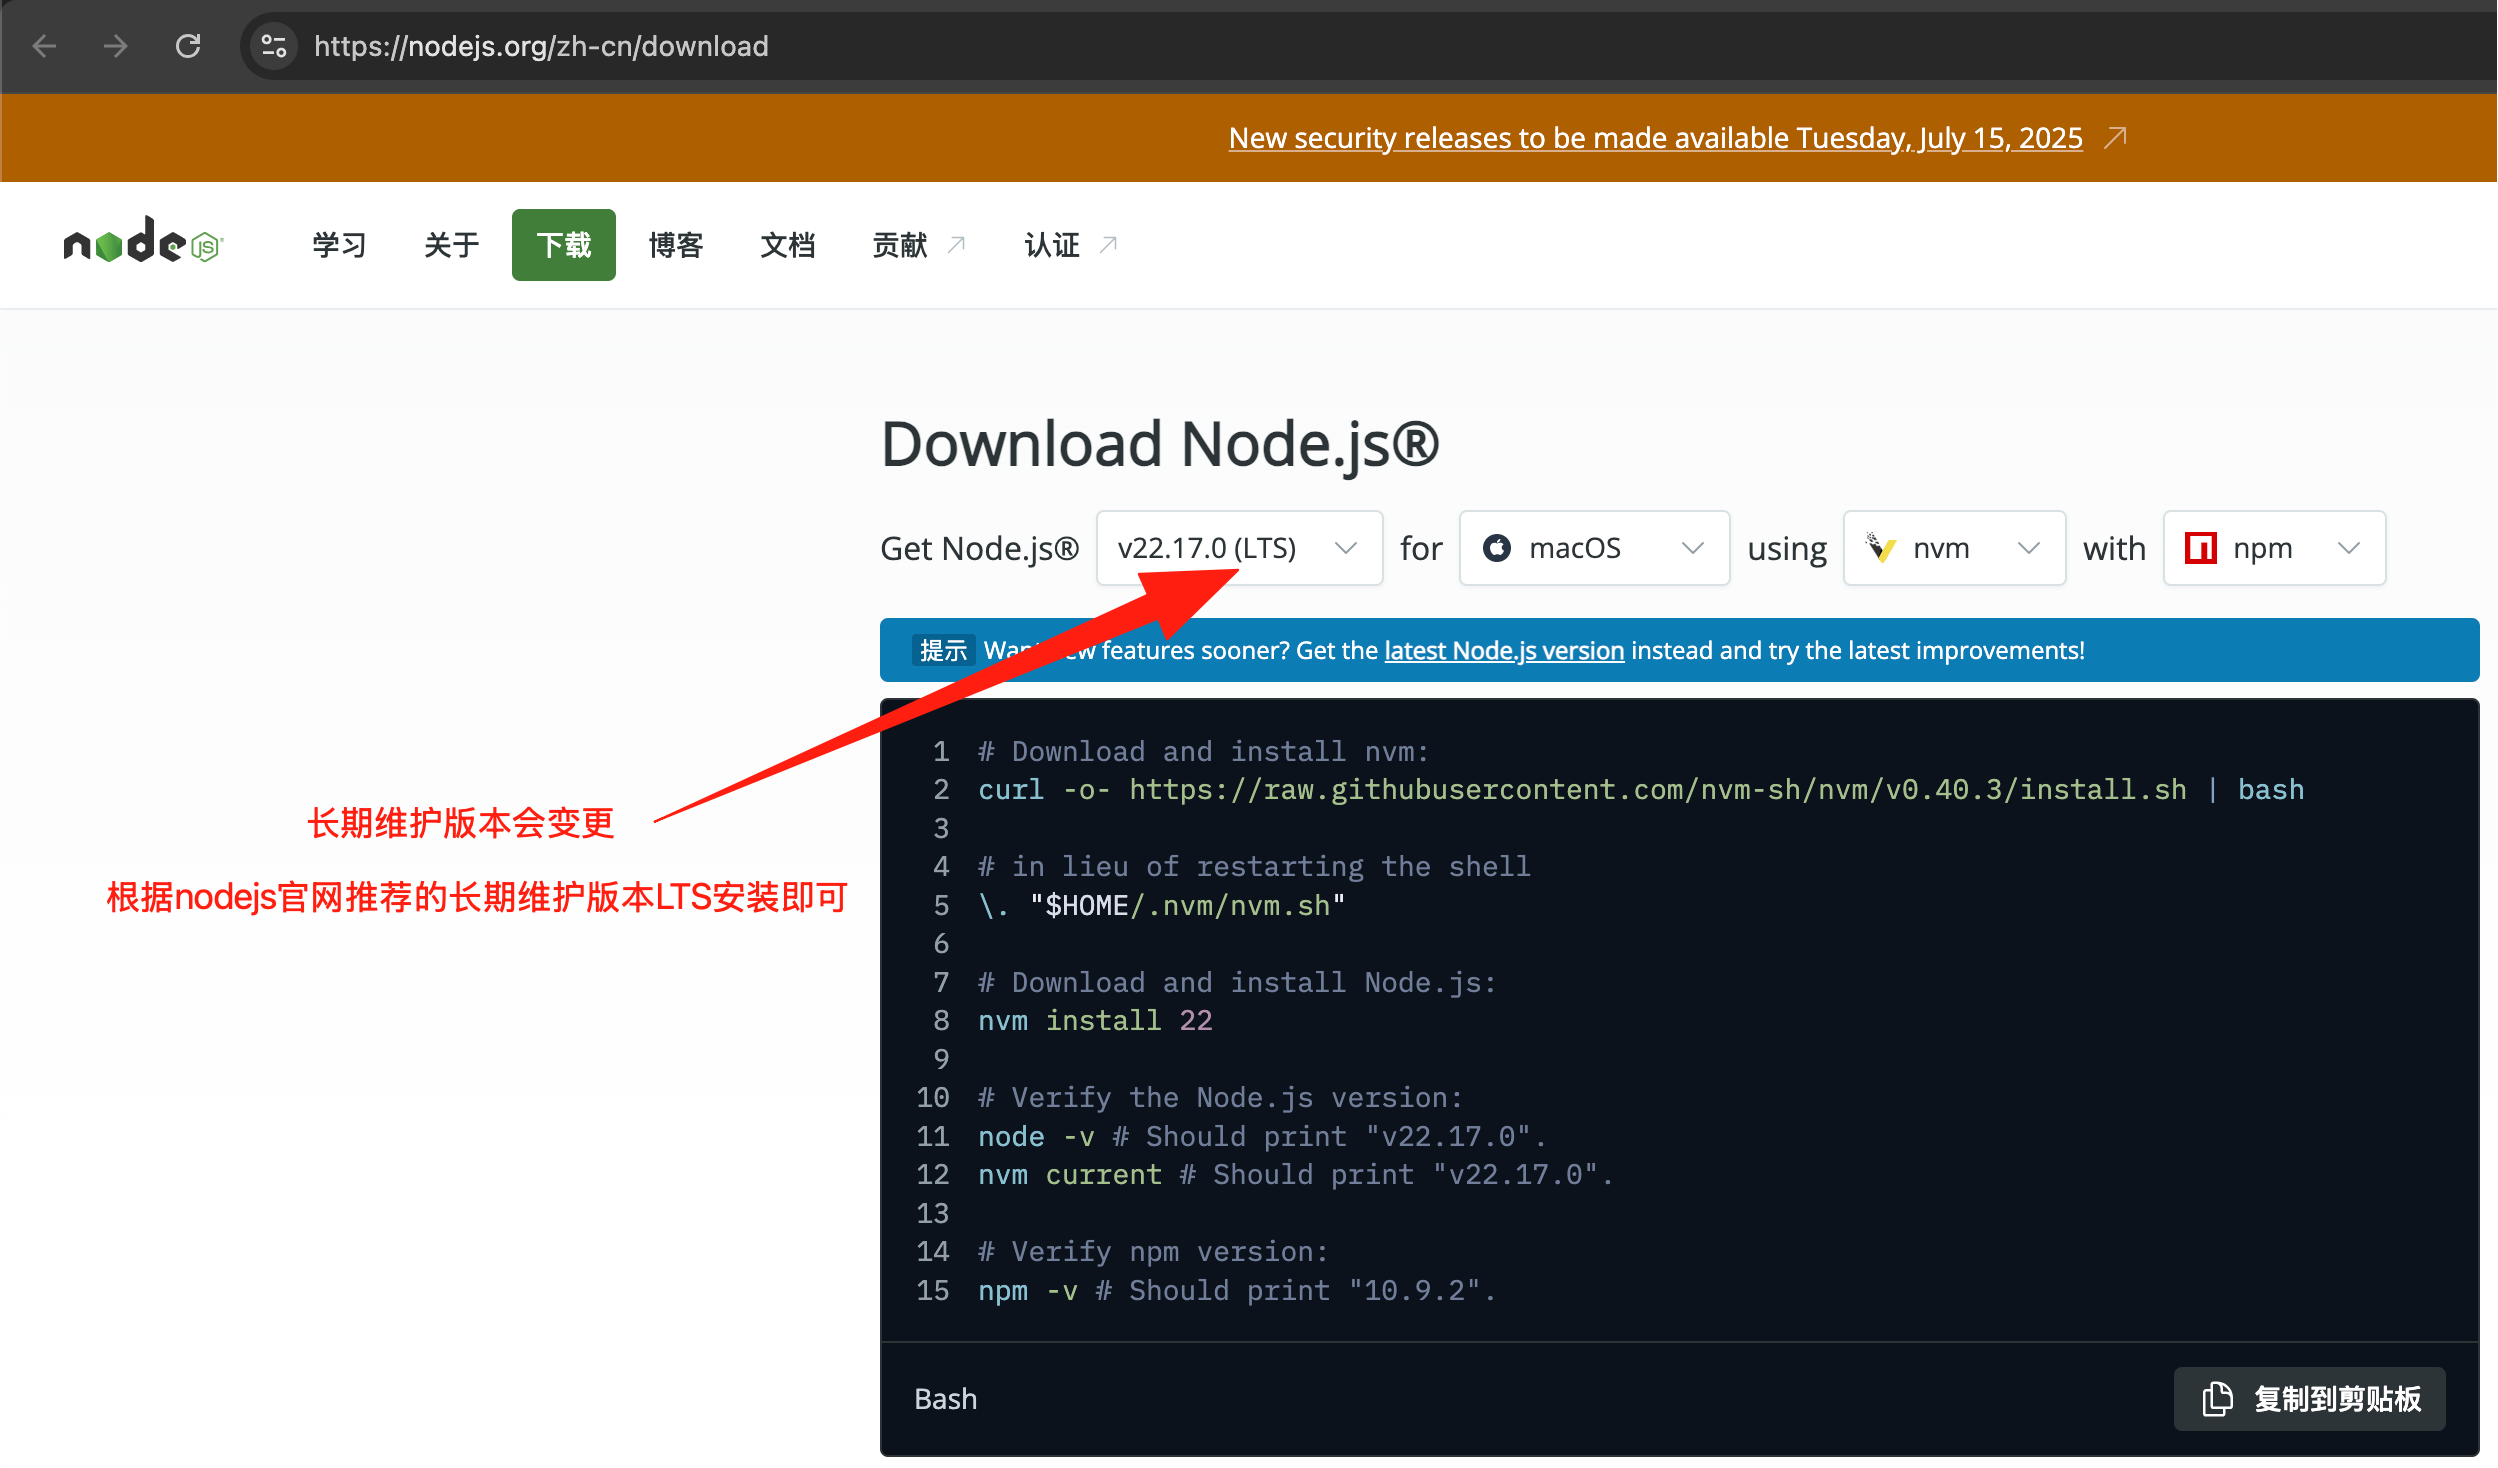 https://nodejs.org/zh-cn/download
New security releases to be made available Tuesday, July 15, 2025
node JS
学习 关于 下载 博客 文档 贡献 认证
Download Node.js®
Get Node.js® v22.17.0 (LTS) for macOS using nvm with npm
提示 features sooner? Get the latest Node.js version instead and try the latest improvements!
1 # Download and install nvm:
2 curl -o- https://raw.githubusercontent.com/nvm-sh/nvm/v0.40.3/install.sh | bash
3
4 # in lieu of restarting the shell
5 \. "$HOME/.nvm/nvm.sh"
6
7 # Download and install Node.js:
8 nvm install 22
9
10 # Verify the Node.js version:
11 node -v # Should print "v22.17.0".
12 nvm current # Should print "v22.17.0".
13
14 # Verify npm version:
15 npm -v # Should print "10.9.2".
长期维护版本会变更
根据nodejs官网推荐的长期维护版本LTS安装即可
Bash
复制到剪贴板